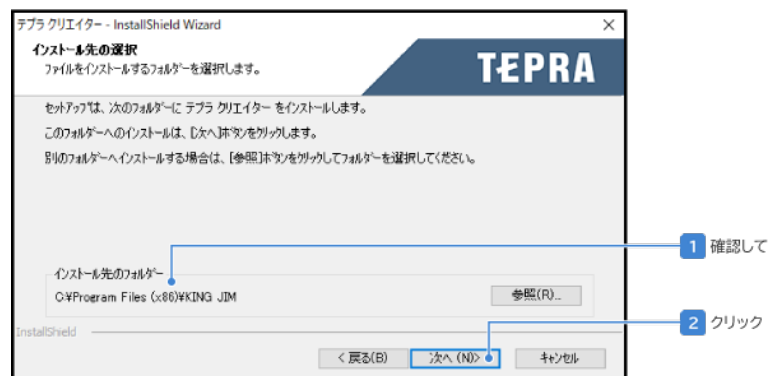 テプラ クリエイター - InstallShield Wizard
インストール先の選択
ファイルをインストールするフォルダーを選択します。
TEPRA
セットアップは、次のフォルダーに テプラ クリエイター をインストールします。
このフォルダーへのインストールは、[次へ]ボタンをクリックします。
別のフォルダーへインストールする場合は、[参照]ボタンをクリックしてフォルダーを選択してください。
1 確認して
インストール先のフォルダー
C:¥Program Files (x86)¥KING JIM
参照(R)...
2 クリック
InstallShield
< 戻る(B)
次へ (N)>
キャンセル